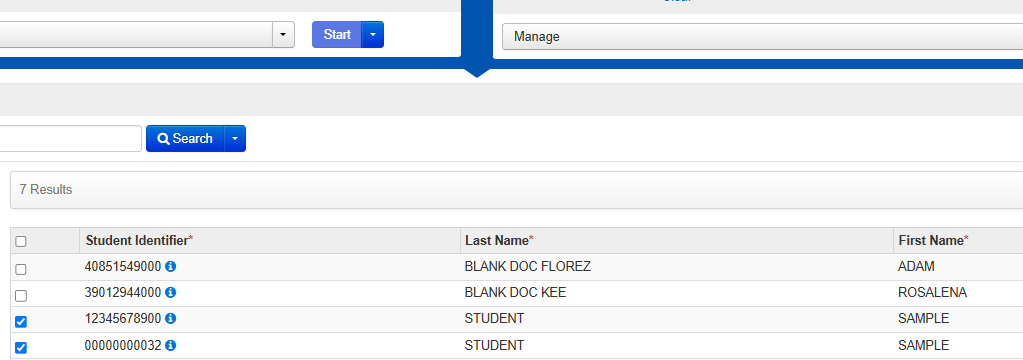 Start
Manage
Search
7 Results
Student Identifier* Last Name* First Name*
40851549000 BLANK DOC FLOREZ ADAM
39012944000 BLANK DOC KEE ROSALENA
12345678900 STUDENT SAMPLE
00000000032 STUDENT SAMPLE